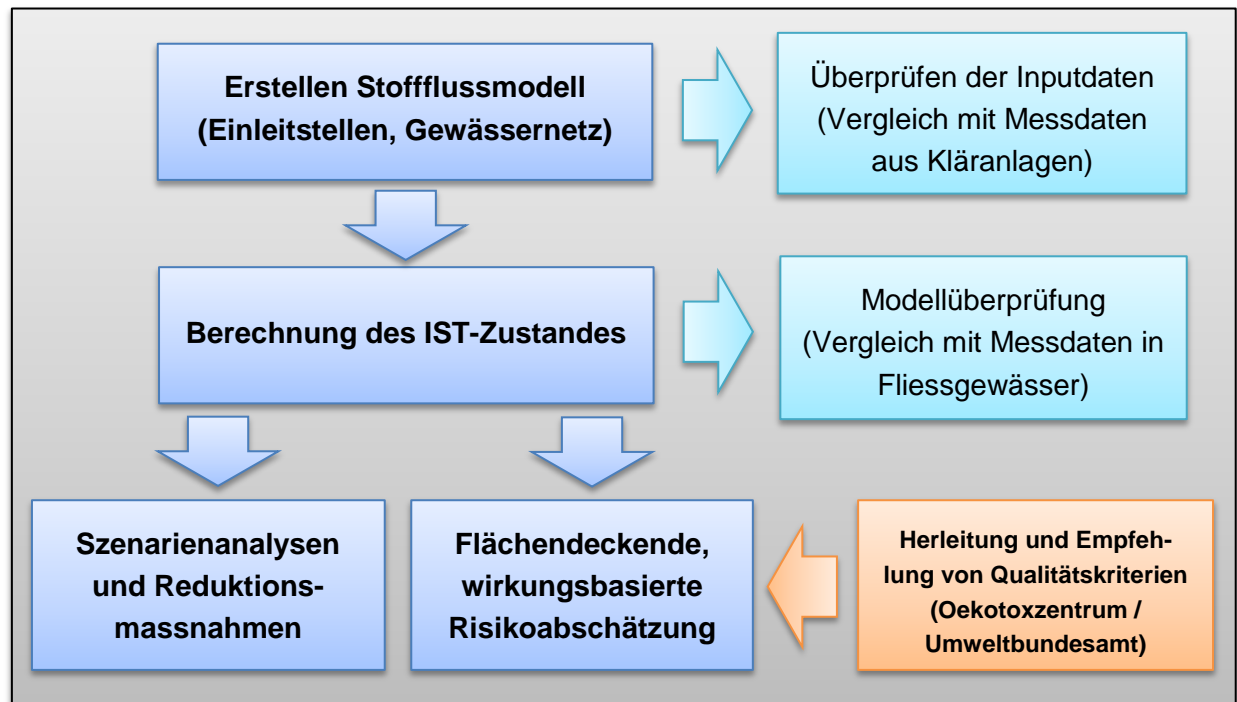 Erstellen Stoffflussmodell
(Einleitstellen, Gewässernetz)
Überprüfen der Inputdaten
(Vergleich mit Messdaten
aus Kläranlagen)
Berechnung des IST-Zustandes
Modellüberprüfung
(Vergleich mit Messdaten in
Fliessgewässer)
Szenarienanalysen
und Reduktions-
massnahmen
Flächendeckende,
wirkungsbasierte
Risikoabschätzung
Herleitung und Empfeh-
lung von Qualitätskriterien
(Oekotoxzentrum /
Umweltbundesamt)